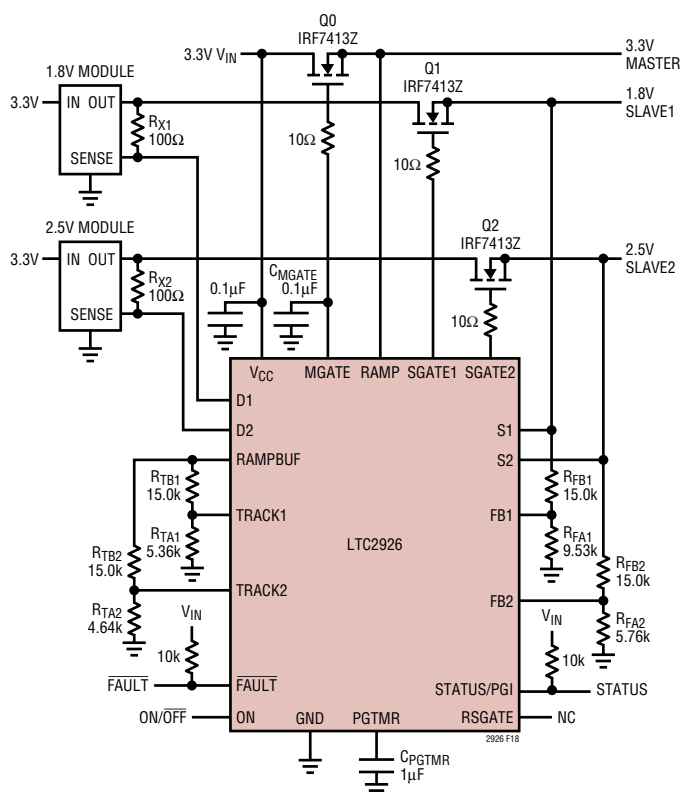 Q0
IRF7413Z
3.3V VIN
3.3V
MASTER
1.8V MODULE
Q1
IRF7413Z
3.3V
IN OUT
1.8V
SLAVE1
RX1
100Ω
10Ω
SENSE
10Ω
2.5V MODULE
Q2
IRF7413Z
3.3V
IN OUT
2.5V
SLAVE2
RX2
100Ω
CMGATE
0.1µF
0.1µF
SENSE
10Ω
VCC
MGATE
RAMP
SGATE1
SGATE2
D1
D2
S1
RAMPBUF
S2
RTB1
15.0k
RFB1
15.0k
TRACK1
FB1
RTA1
5.36k
LTC2926
RFA1
9.53k
RTB2
15.0k
RFB2
15.0k
TRACK2
FB2
RTA2
4.64k
VIN
VIN
RFA2
5.76k
10k
10k
FAULT
FAULT
STATUS/PGI
STATUS
ON/OFF
ON
GND
PGTMR
RSGATE
NC
2926 F18
CPGTMR
1µF